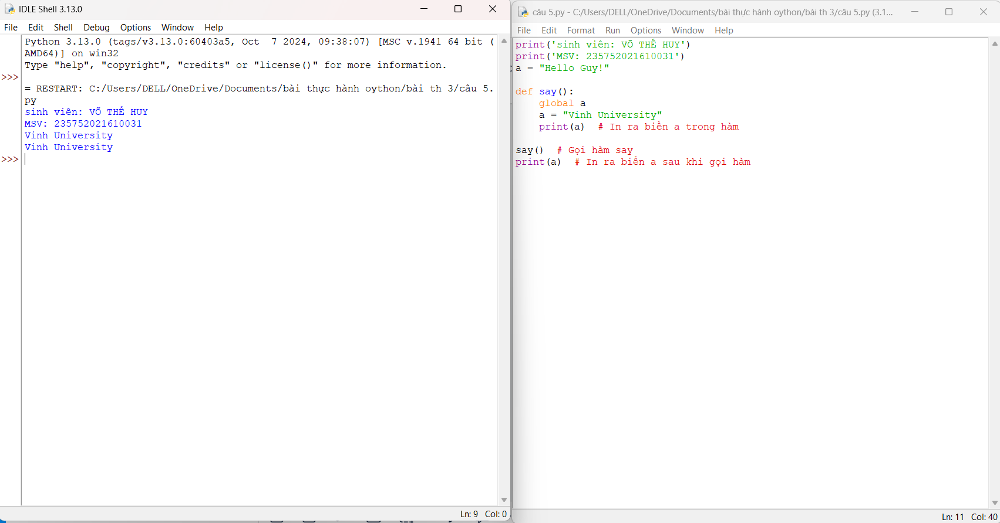 IDLE Shell 3.13.0
File Edit Shell Debug Options Window Help
Python 3.13.0 (tags/v3.13.0:60403a5, Oct  7 2024, 09:38:07) [MSC v.1941 64 bit (
AMD64)] on win32
Type "help", "copyright", "credits" or "license()" for more information.
>>>
= RESTART: C:/Users/DELL/OneDrive/Documents/bài thực hành oython/bài th 3/câu 5.
py
sinh viên: VÕ THẾ HUY
MSV: 235752021610031
Vinh University
Vinh University
>>>
Ln: 9 Col: 0
câu 5.py - C:/Users/DELL/OneDrive/Documents/bài thực hành oython/bài th 3/câu 5.py (3.1...
File Edit Format Run Options Window Help
print('sinh viên: VÕ THẾ HUY')
print('MSV: 235752021610031')
a = "Hello Guy!"
def say():
    global a
    a = "Vinh University"
    print(a)  # In ra biến a trong hàm
say()  # Gọi hàm say
print(a)  # In ra biến a sau khi gọi hàm
Ln: 11 Col: 40